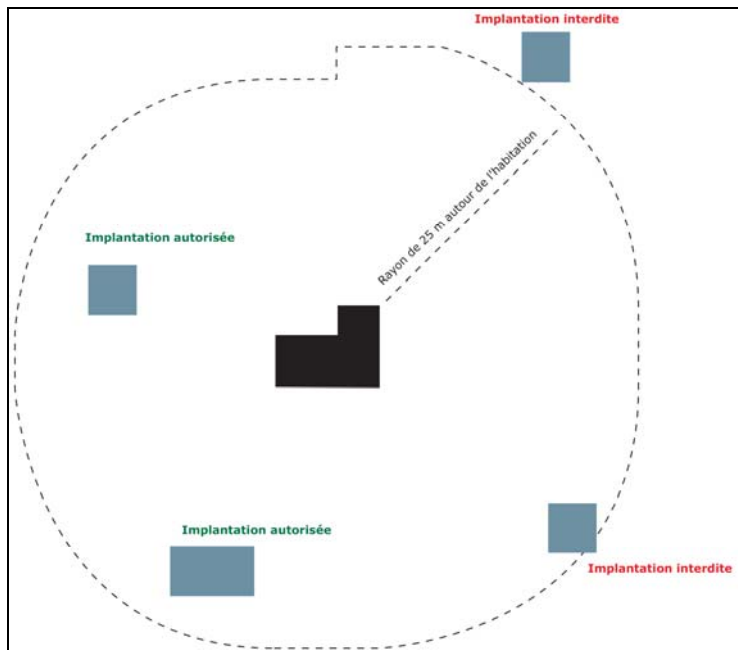 Implantation interdite
Rayon de 25 m autour de l'habitation
Implantation autorisée
Implantation autorisée
Implantation interdite